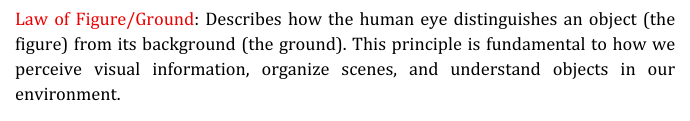 Law of Figure/Ground: Describes how the human eye distinguishes an object (the
figure) from its background (the ground). This principle is fundamental to how we
perceive visual information, organize scenes, and understand objects in our
environment.